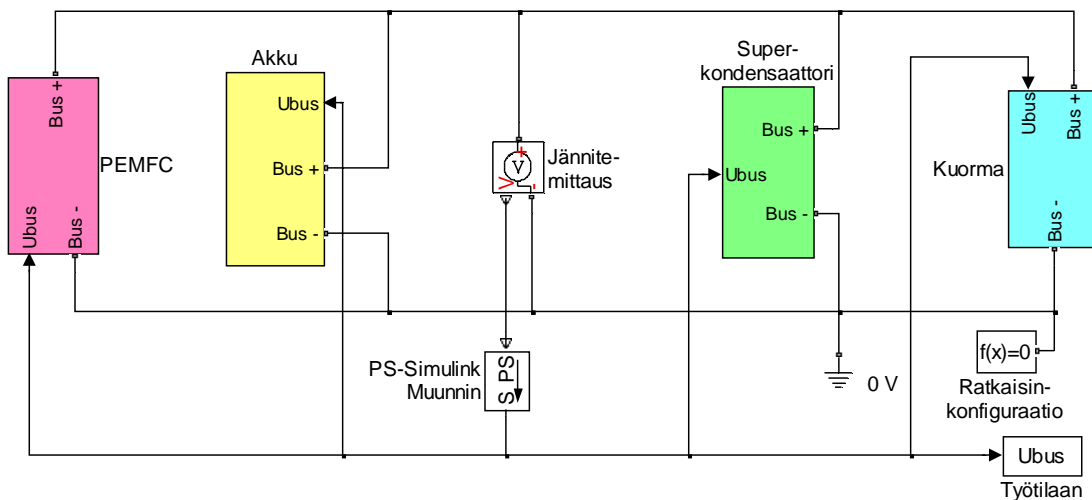 Bus +
Ubus
Bus -
PEMFC
Akku
Ubus
Bus +
Bus -
+
V
V
-
Jännite-
mittaus
Super-
kondensaattori
Bus +
Ubus
Bus -
Ubus
Bus +
Kuorma
Bus -
PS-Simulink
Muunnin
S PS
0 V
f(x)=0
Ratkaisin-
konfiguraatio
Ubus
Työtilaan